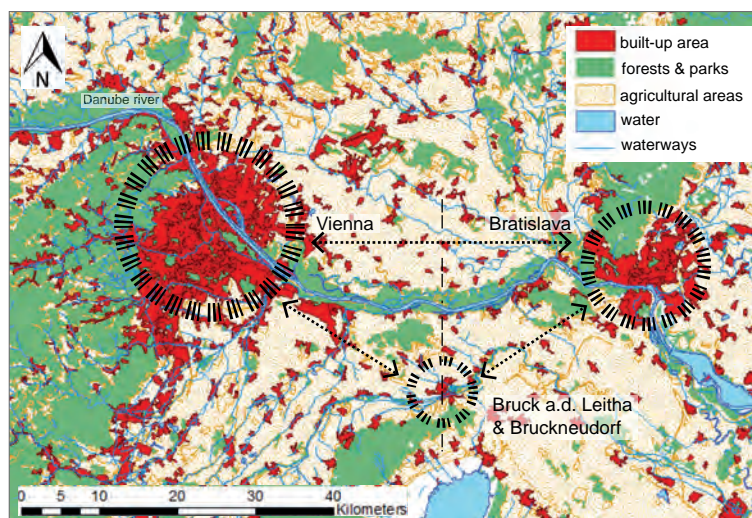 N
Danube river
built-up area
forests & parks
agricultural areas
water
waterways
Vienna
Bratislava
Bruck a.d. Leitha
& Bruckneudorf
0 5 10 20 30 40
Kilometers